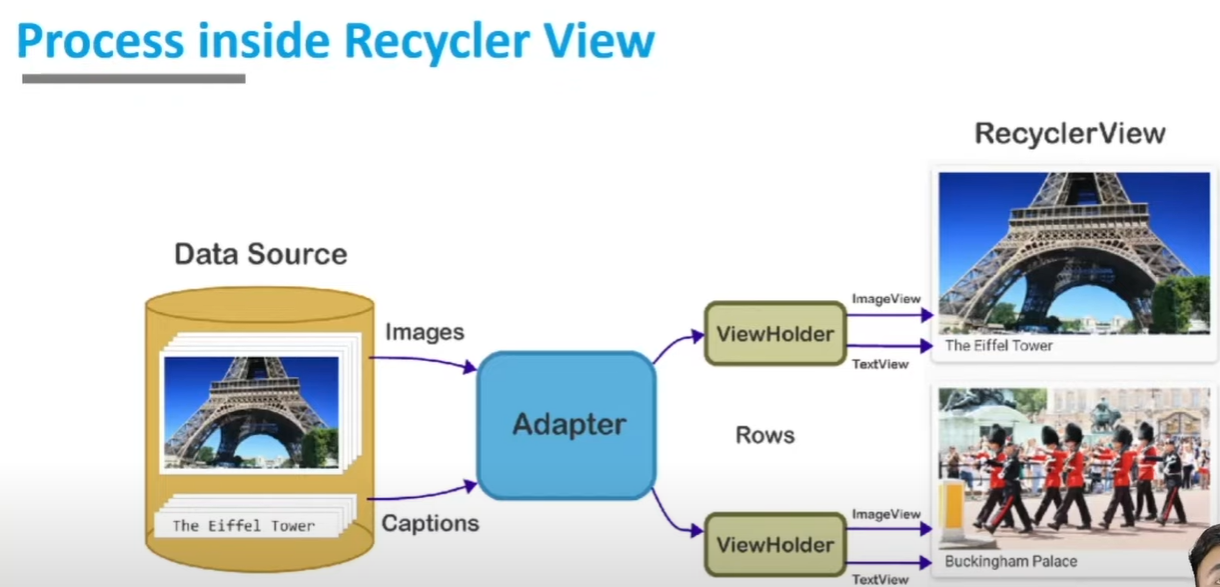 Process inside Recycler View
RecyclerView
Data Source
Images
Captions
The Eiffel Tower
Adapter
ViewHolder
ImageView
TextView
The Eiffel Tower
Rows
ViewHolder
ImageView
TextView
Buckingham Palace